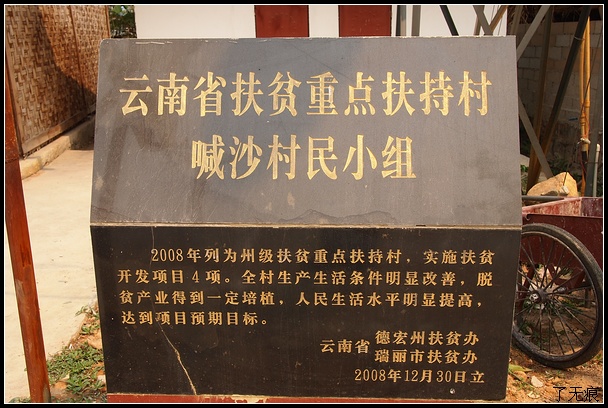 云南省扶贫重点扶持村
喊沙村民小组
2008年列为州级扶贫重点扶持村，实施扶贫
开发项目4项。全村生产生活条件明显改善，脱
贫产业得到一定培植，人民生活水平明显提高，
达到项目预期目标。
云南省 德宏州扶贫办
瑞丽市扶贫办
2008年12月30日立
了无痕